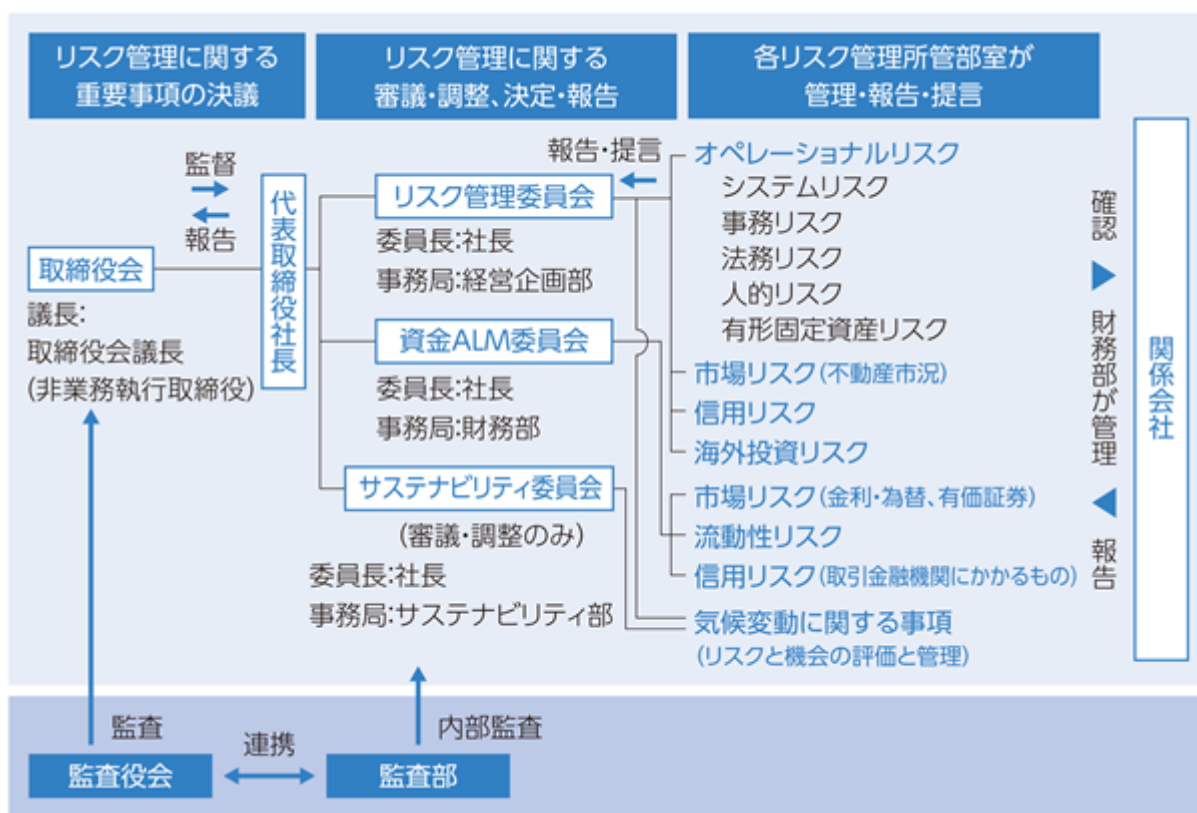 リスク管理に関する
重要事項の決議
リスク管理に関する
審議・調整、決定・報告
各リスク管理所管部室が
管理・報告・提言
監督
報告
取締役会
議長:
取締役会議長
(非業務執行取締役)
代表取締役社長
報告・提言
リスク管理委員会
委員長:社長
事務局:経営企画部
資金ALM委員会
委員長:社長
事務局:財務部
サステナビリティ委員会
(審議・調整のみ)
委員長:社長
事務局:サステナビリティ部
オペレーショナルリスク
システムリスク
事務リスク
法務リスク
人的リスク
有形固定資産リスク
市場リスク(不動産市況)
信用リスク
海外投資リスク
市場リスク(金利・為替、有価証券)
流動性リスク
信用リスク(取引金融機関にかかるもの)
気候変動に関する事項
(リスクと機会の評価と管理)
確認
財務部が管理
報告
関係会社
監査
連携
内部監査
監査役会
監査部